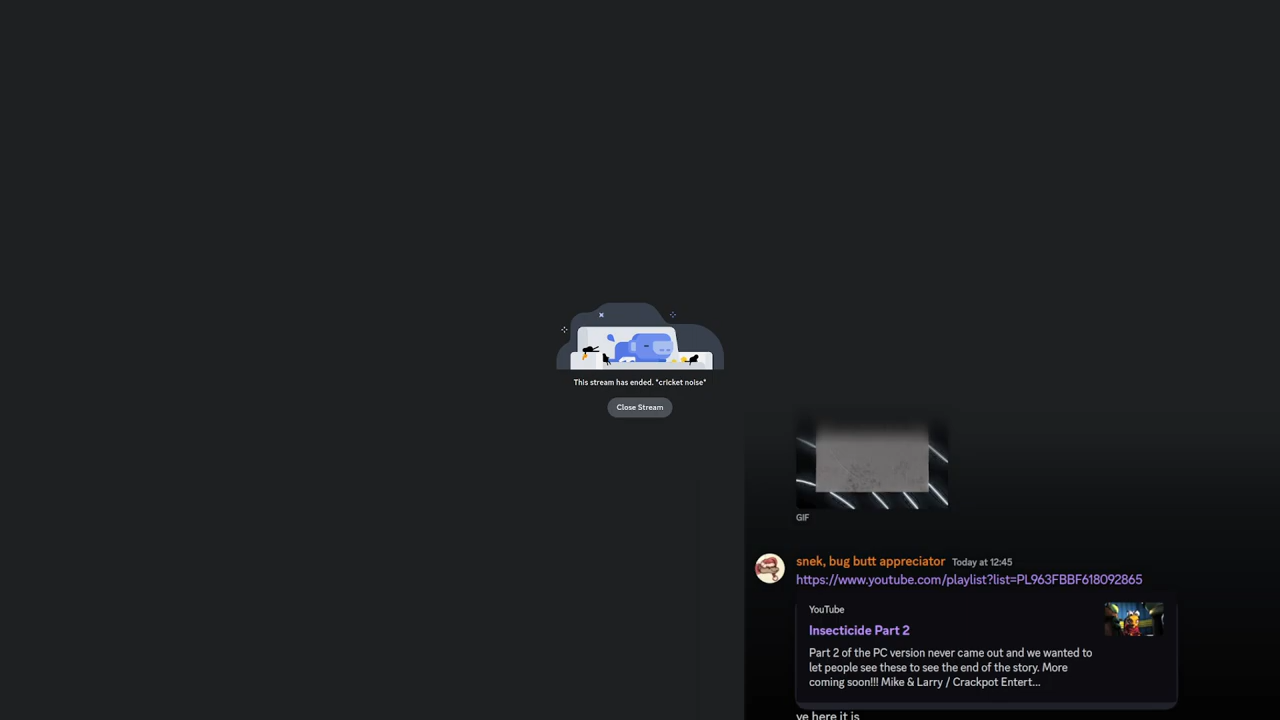 This stream has ended. *cricket noise*
Close Stream
GIF
snek, bug butt appreciator Today at 12:45
https://www.youtube.com/playlist?list=PL963FBBF618092865
YouTube
Insecticide Part 2
Part 2 of the PC version never came out and we wanted to
let people see these to see the end of the story. More
coming soon!!! Mike & Larry / Crackpot Entert...
ye here it is